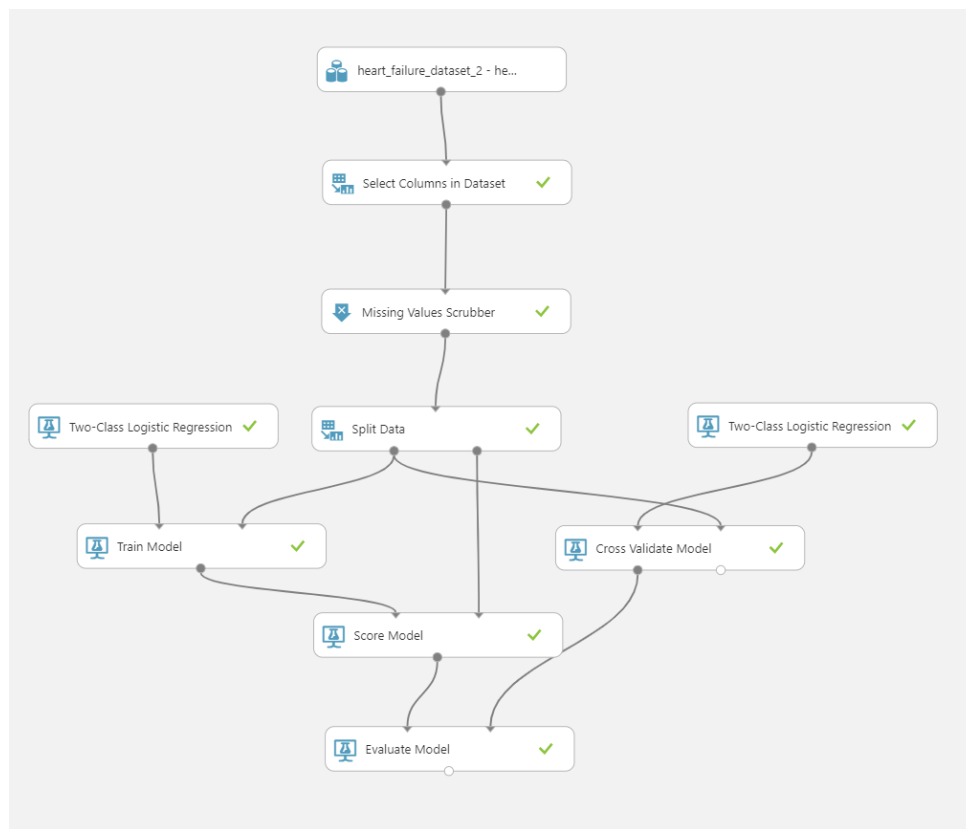 heart_failure_dataset_2 - he...
Select Columns in Dataset
Missing Values Scrubber
Two-Class Logistic Regression
Split Data
Two-Class Logistic Regression
Train Model
Cross Validate Model
Score Model
Evaluate Model